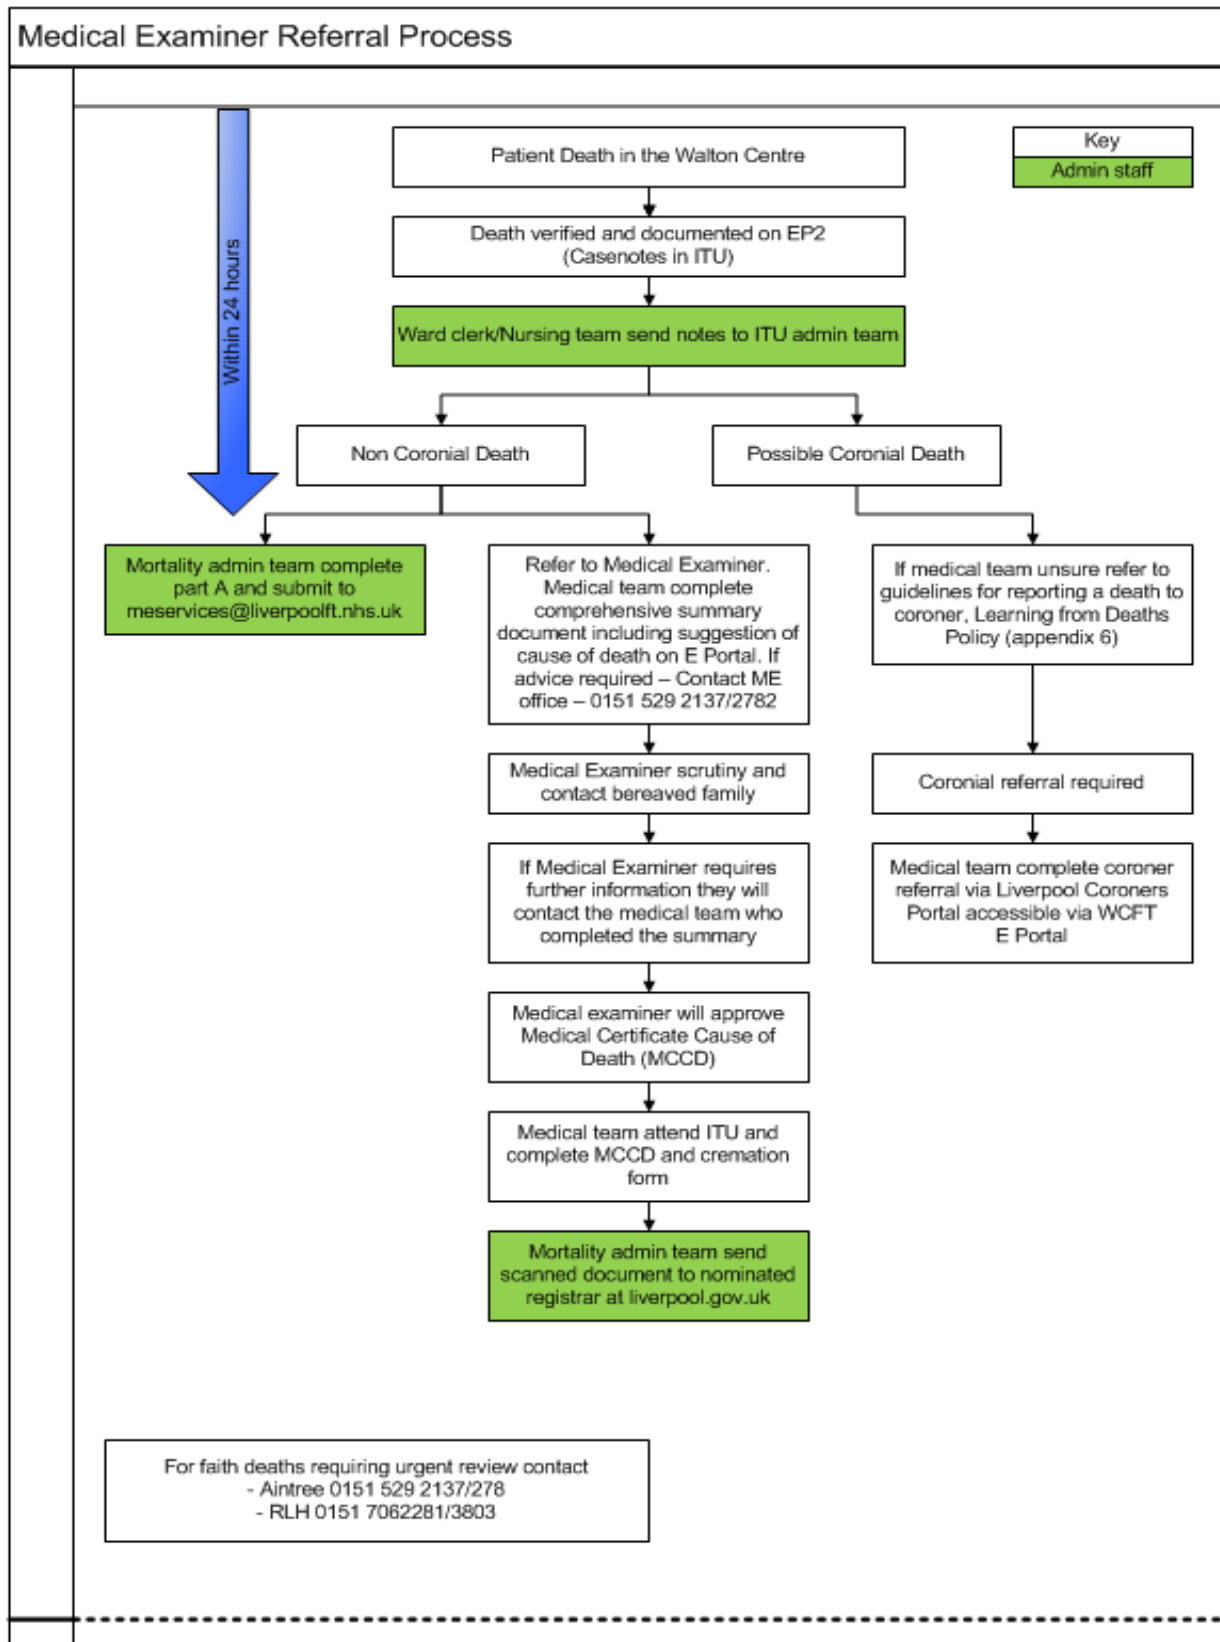 Medical Examiner Referral Process
Within 24 hours
Patient Death in the Walton Centre
Key
Admin staff
Death verified and documented on EP2
(Casenotes in ITU)
Ward clerk/Nursing team send notes to ITU admin team
Non Coronial Death
Possible Coronial Death
Mortality admin team complete
part A and submit to
meservices@liverpoolft.nhs.uk
Refer to Medical Examiner.
Medical team complete
comprehensive summary
document including suggestion of
cause of death on E Portal. If
advice required – Contact ME
office – 0151 529 2137/2782
If medical team unsure refer to
guidelines for reporting a death to
coroner, Learning from Deaths
Policy (appendix 6)
Medical Examiner scrutiny and
contact bereaved family
Coronial referral required
If Medical Examiner requires
further information they will
contact the medical team who
completed the summary
Medical team complete coroner
referral via Liverpool Coroners
Portal accessible via WCFT
E Portal
Medical examiner will approve
Medical Certificate Cause of
Death (MCCD)
Medical team attend ITU and
complete MCCD and cremation
form
Mortality admin team send
scanned document to nominated
registrar at liverpool.gov.uk
For faith deaths requiring urgent review contact
- Aintree 0151 529 2137/278
- RLH 0151 7062281/3803